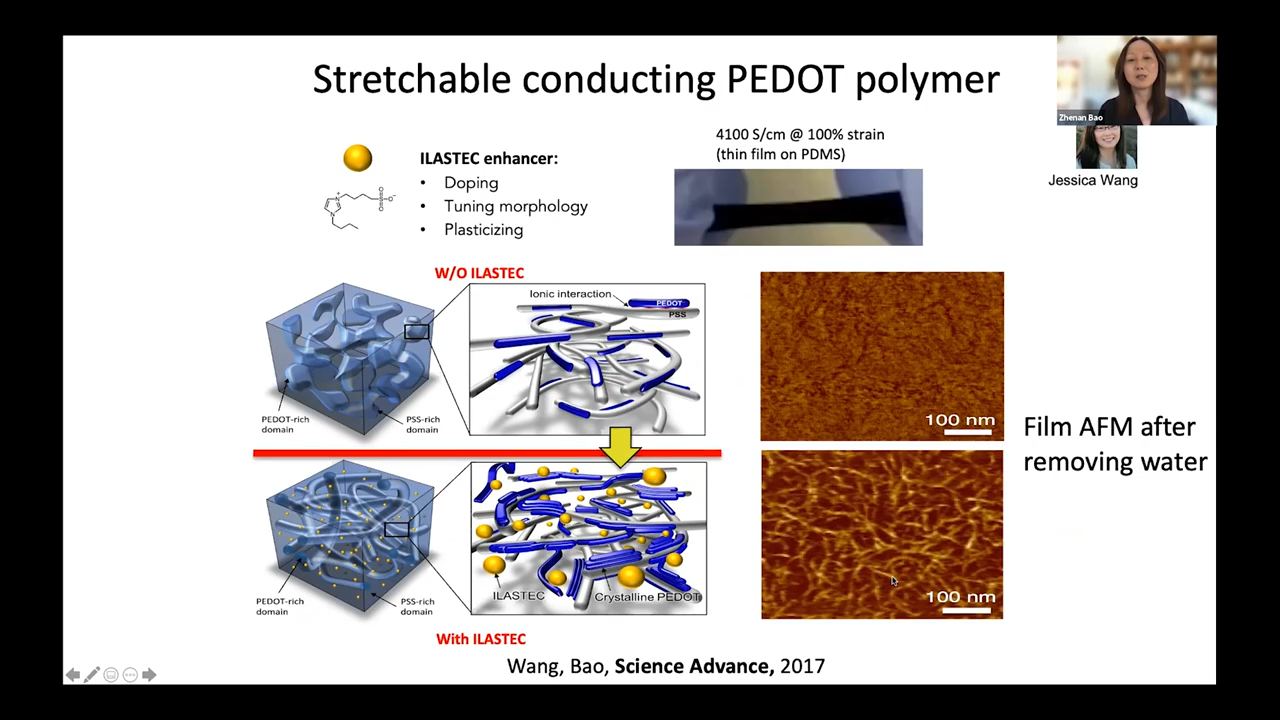 Stretchable conducting PEDOT polymer
Zhenan Bao
Jessica Wang
ILASTEC enhancer:
• Doping
• Tuning morphology
• Plasticizing
4100 S/cm @ 100% strain
(thin film on PDMS)
W/O ILASTEC
Ionic interaction
PEDOT
PSS
PEDOT-rich
domain
PSS-rich
domain
100 nm
Film AFM after
removing water
ILASTEC
Crystalline PEDOT
PEDOT-rich
domain
PSS-rich
domain
100 nm
With ILASTEC
Wang, Bao, Science Advance, 2017